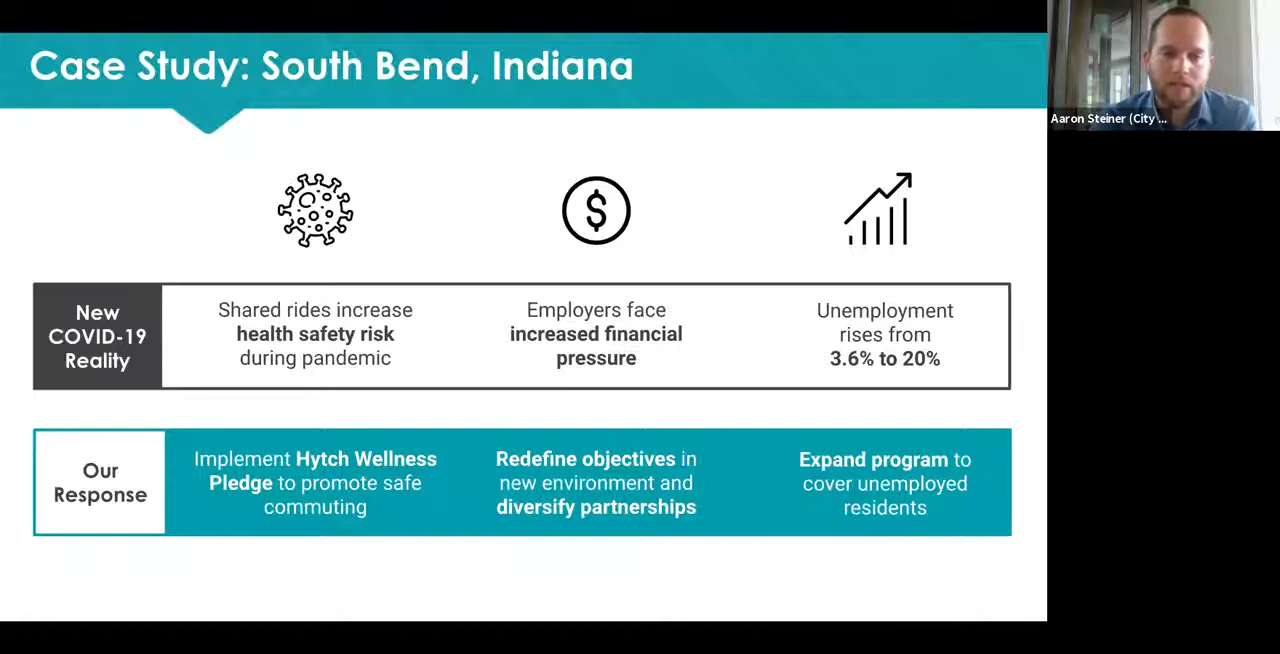 Case Study: South Bend, Indiana
Aaron Steiner (City ...
$
New
COVID-19
Reality
Shared rides increase
health safety risk
during pandemic
Employers face
increased financial
pressure
Unemployment
rises from
3.6% to 20%
Our
Response
Implement Hytch Wellness
Pledge to promote safe
commuting
Redefine objectives in
new environment and
diversify partnerships
Expand program to
cover unemployed
residents